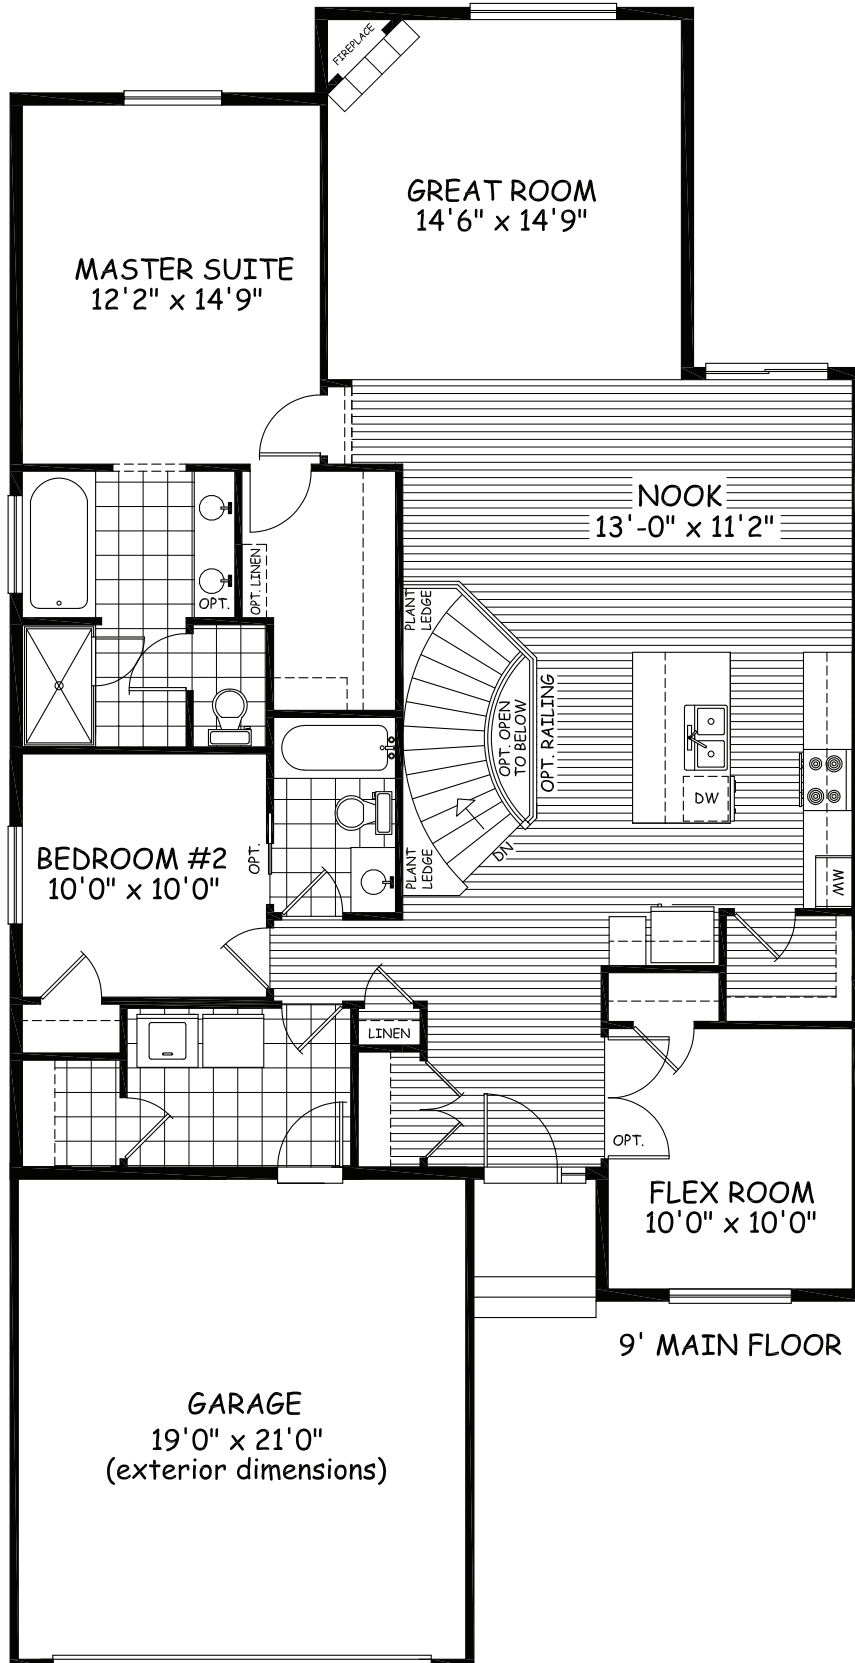 FIREPLACE
GREAT ROOM
14'6" x 14'9"
MASTER SUITE
12'2" x 14'9"
NOOK
13'-0" x 11'2"
OPT. LINEN
OPT.
PLANT
LEDGE
OPT. OPEN
TO BELOW
OPT. RAILING
DW
BEDROOM #2
10'0" x 10'0"
OPT.
PLANT
LEDGE
DN
MW
LINEN
OPT.
FLEX ROOM
10'0" x 10'0"
9' MAIN FLOOR
GARAGE
19'0" x 21'0"
(exterior dimensions)